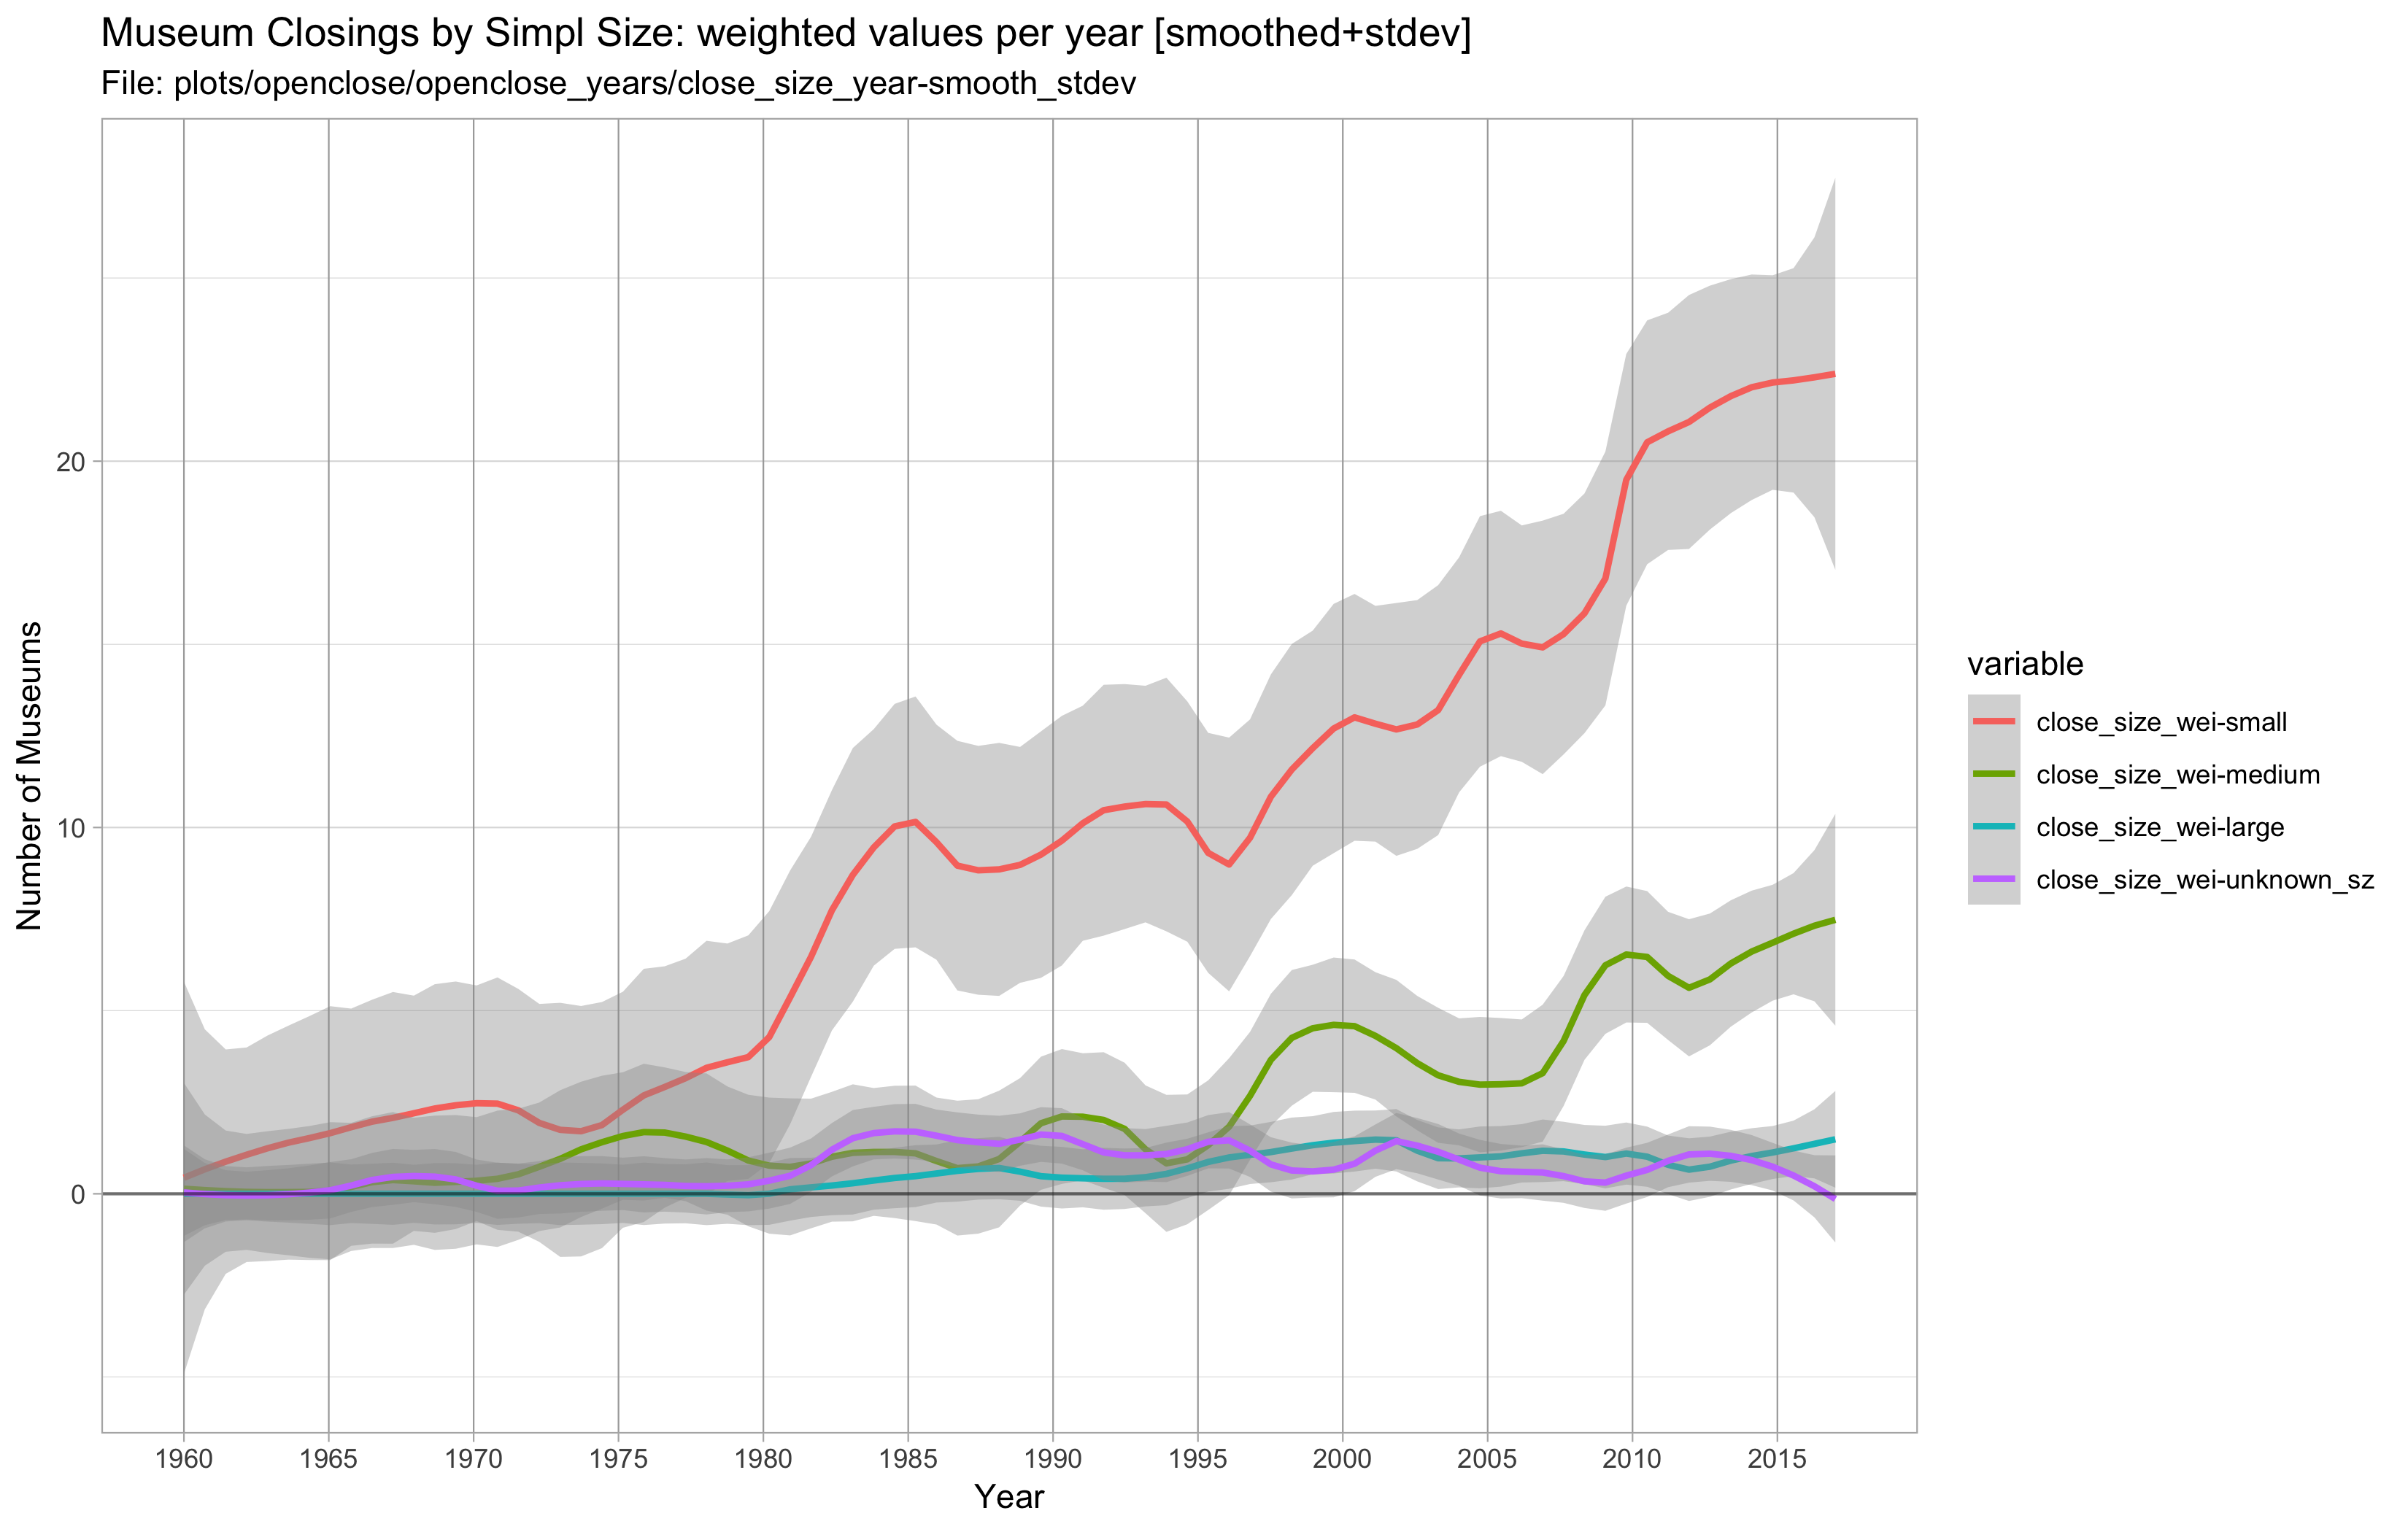 Museum Closings by Simpl Size: weighted values per year [smoothed+stdev]
File: plots/openclose/openclose_years/close_size_year-smooth_stdev
Number of Museums
20
10
0
1960 1965 1970 1975 1980 1985 1990 1995 2000 2005 2010 2015
Year
variable
close_size_wei-small
close_size_wei-medium
close_size_wei-large
close_size_wei-unknown_sz